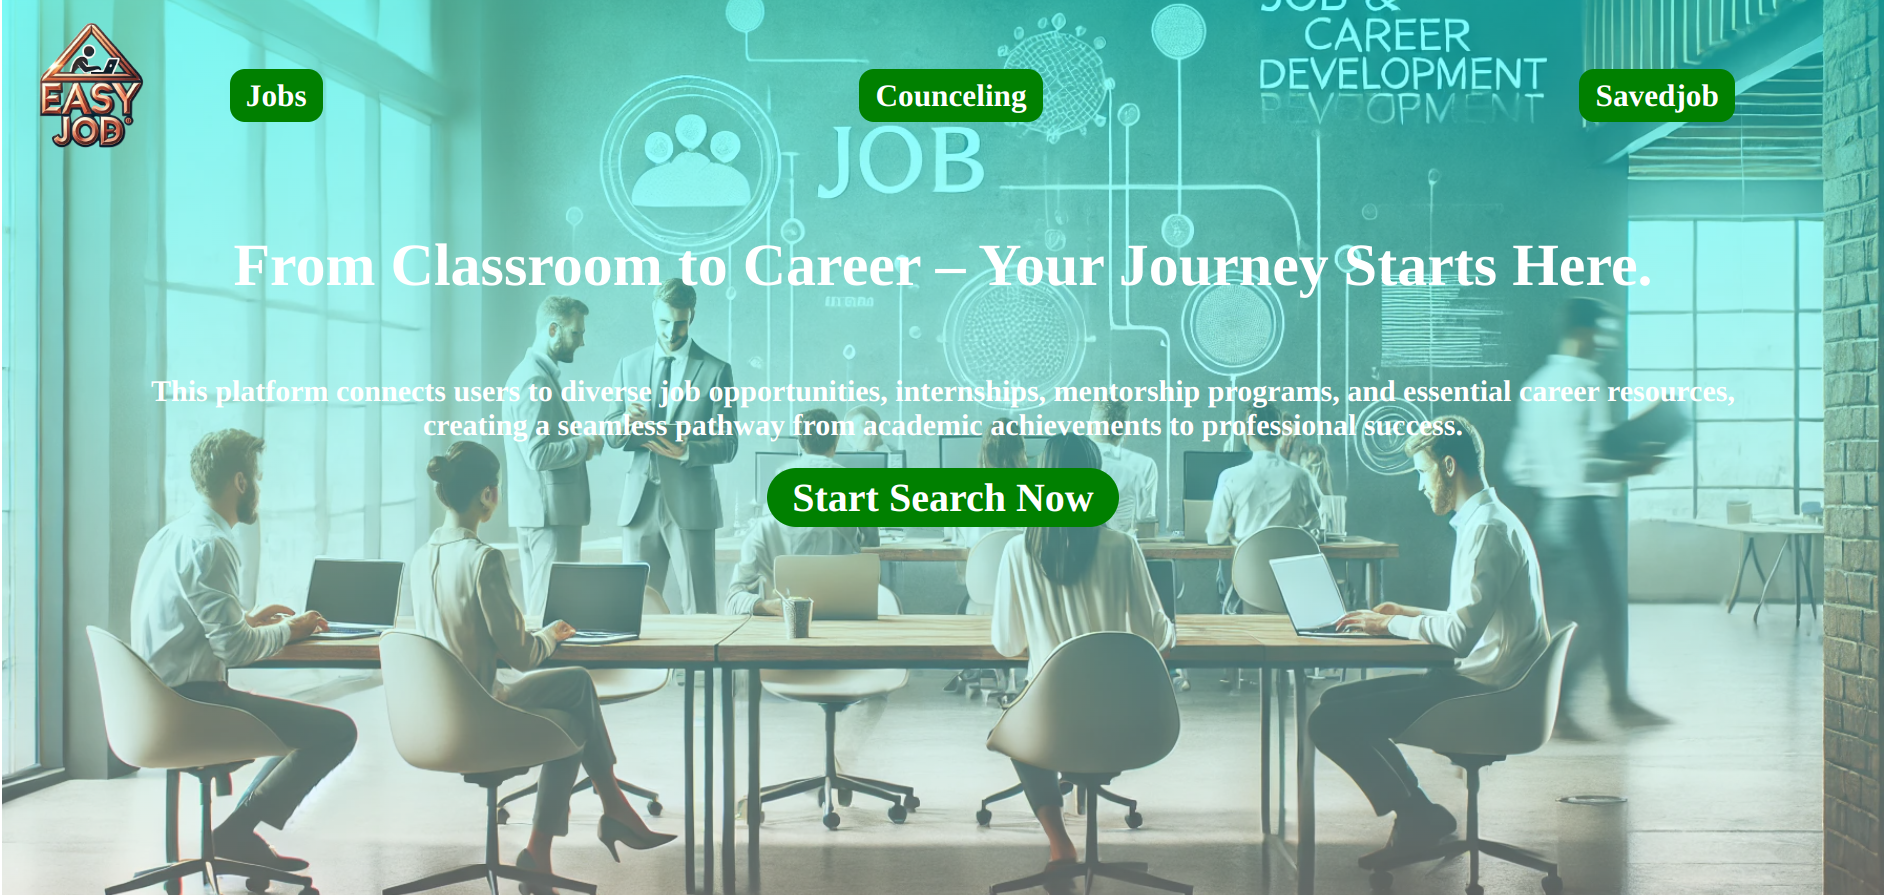 JOB &
CAREER
DEVELOPMENT
EASY
JOB
Jobs
Counceling
Savedjob
JOB
From Classroom to Career – Your Journey Starts Here.
This platform connects users to diverse job opportunities, internships, mentorship programs, and essential career resources,
creating a seamless pathway from academic achievements to professional success.
Start Search Now